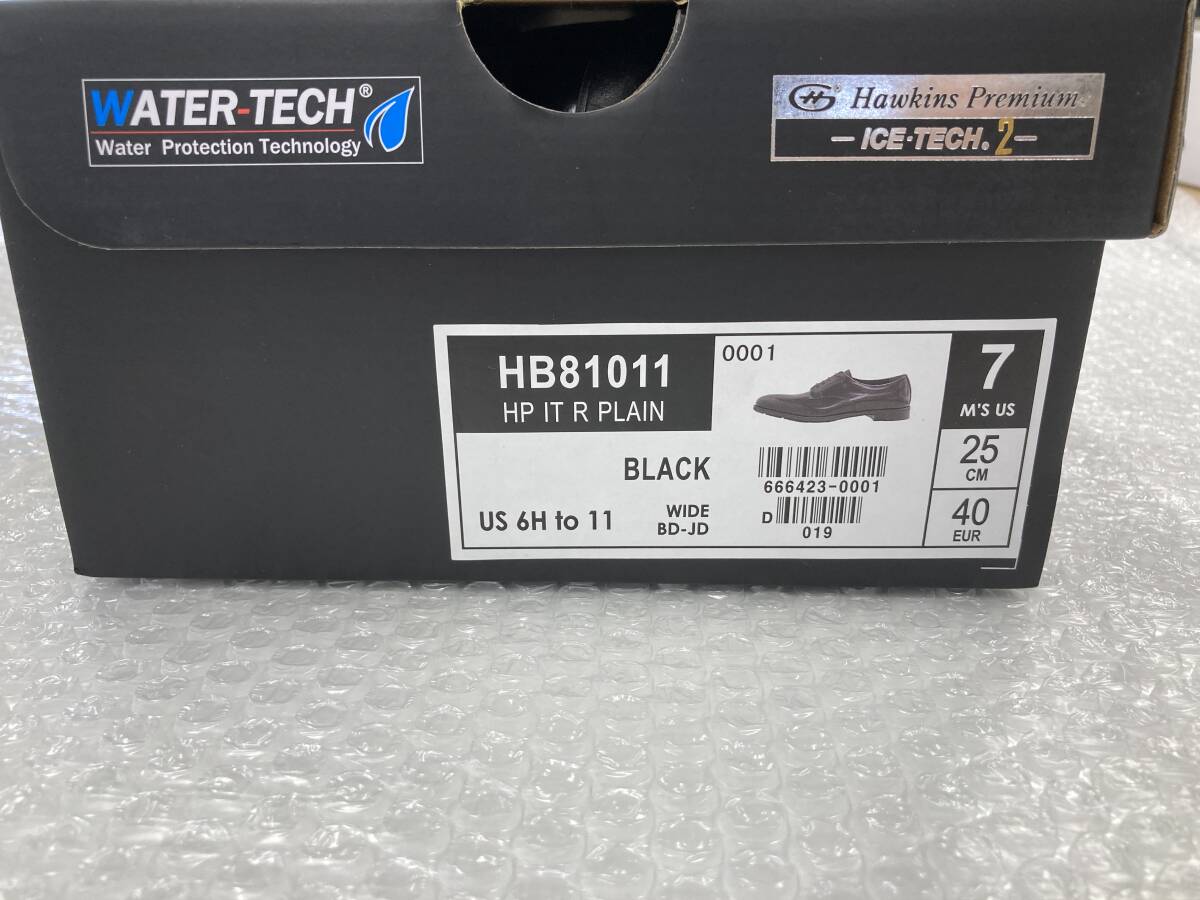 WATER-TECH®
Water Protection Technology
H Hawkins Premium
ICE-TECH. 2
HB81011
HP IT R PLAIN
0001
7
M'S US
BLACK
666423-0001
25
CM
US 6H to 11
WIDE
BD-JD
D
019
40
EUR